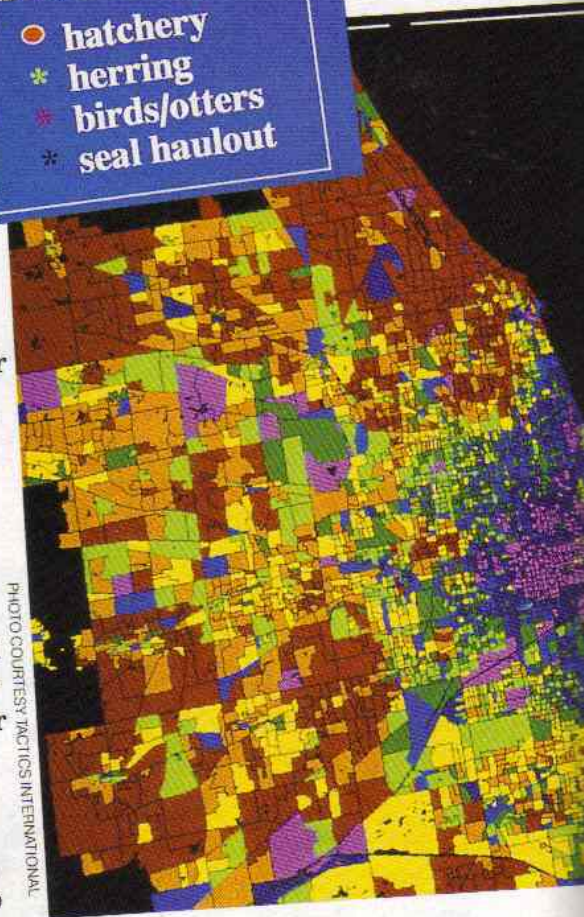 hatchery
herring
birds/otters
seal haulout
PHOTO COURTESY TACTICS INTERNATIONAL